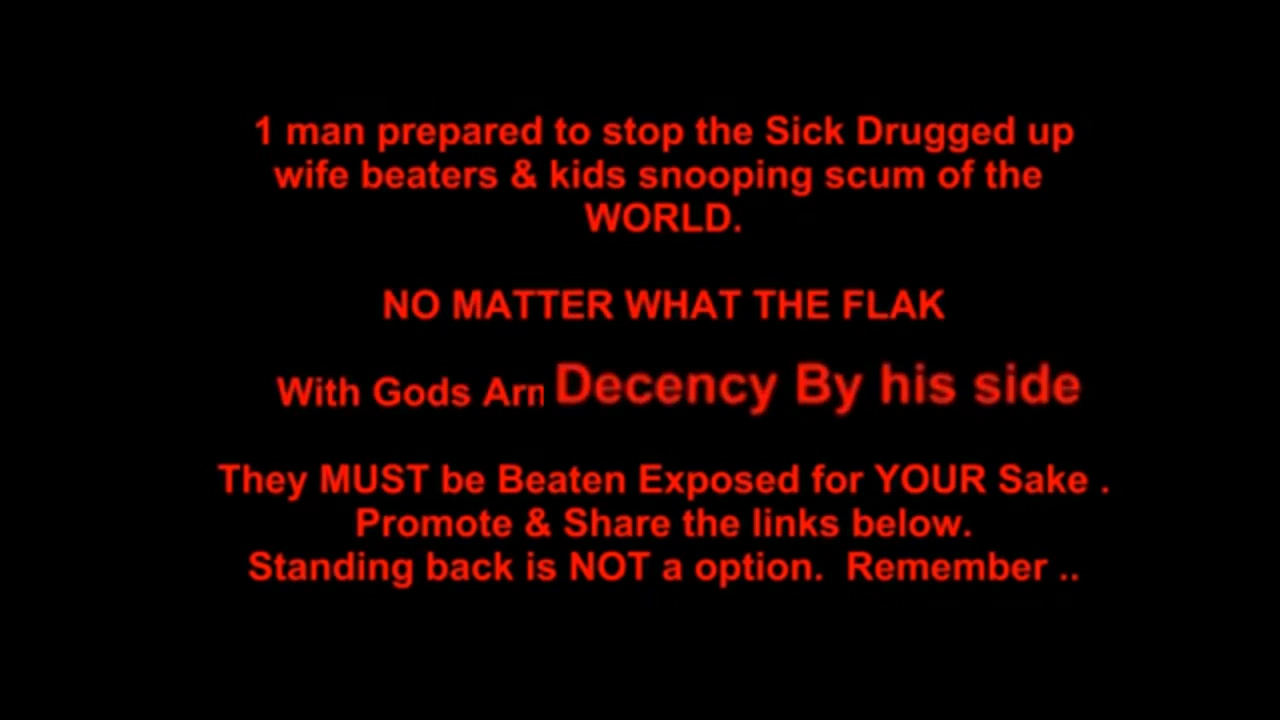 1 man prepared to stop the Sick Drugged up
wife beaters & kids snooping scum of the
WORLD.
NO MATTER WHAT THE FLAK
With Gods Decency By his side
They MUST be Beaten Exposed for YOUR Sake .
Promote & Share the links below.
Standing back is NOT a option. Remember ..